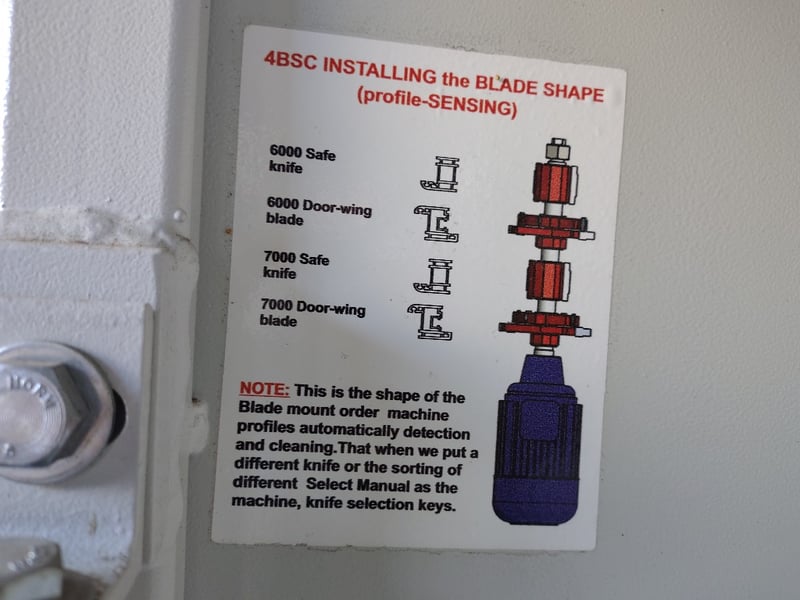 4BSC INSTALLING the BLADE SHAPE
(profile-SENSING)
6000 Safe
knife
6000 Door-wing
blade
7000 Safe
knife
7000 Door-wing
blade
NOTE: This is the shape of the
Blade mount order machine
profiles automatically detection
and cleaning.That when we put a
different knife or the sorting of
different Select Manual as the
machine, knife selection keys.